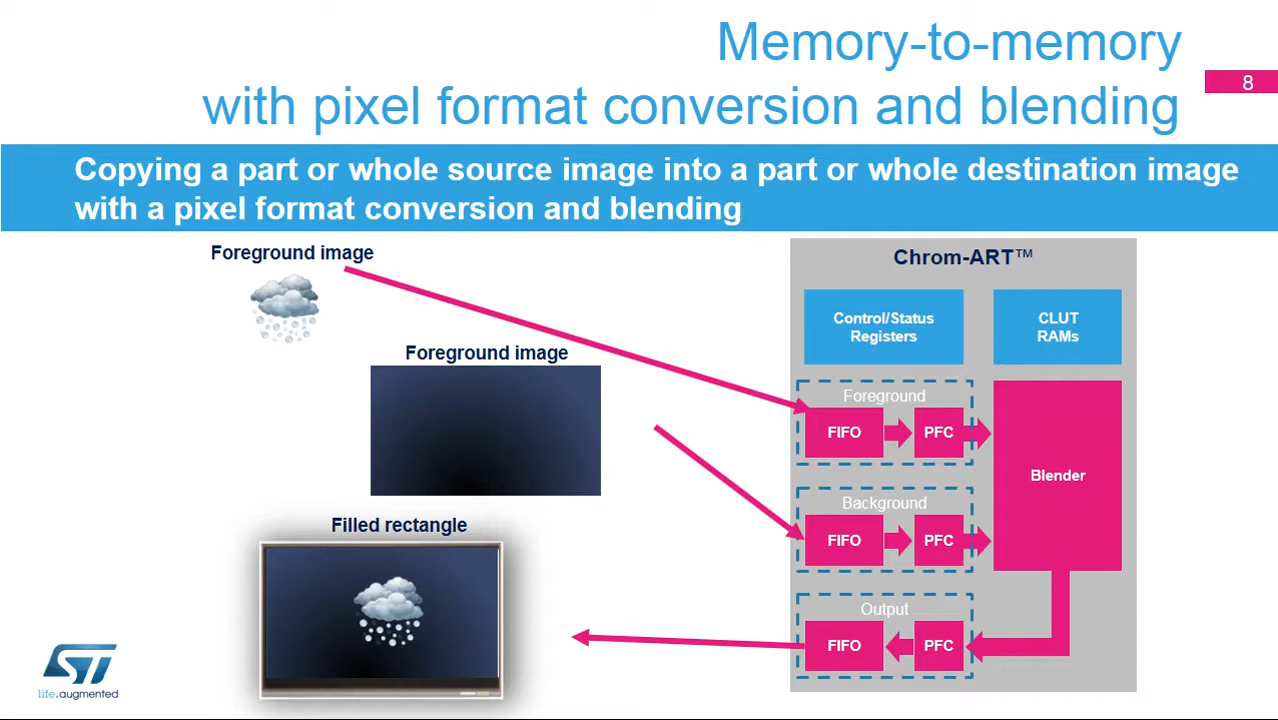 Memory-to-memory
with pixel format conversion and blending
8
Copying a part or whole source image into a part or whole destination image
with a pixel format conversion and blending
Foreground image
Foreground image
Filled rectangle
Chrom-ART™
Control/Status
Registers
CLUT
RAMs
Foreground
FIFO
PFC
Blender
Background
FIFO
PFC
Output
FIFO
PFC
ST
life.augmented